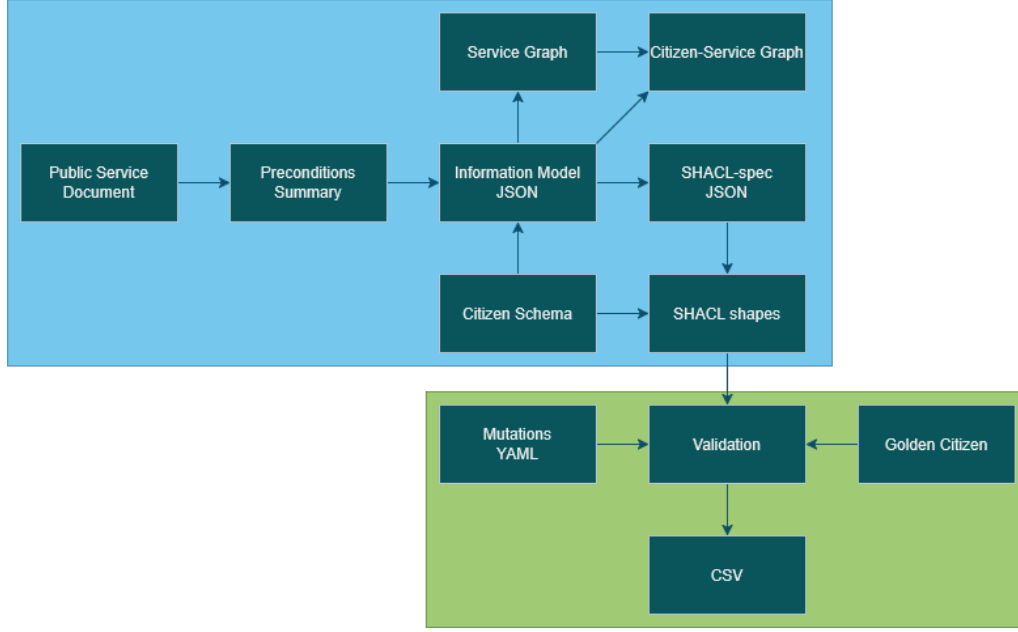 Service Graph
Citizen-Service Graph
Public Service
Document
Preconditions
Summary
Information Model
JSON
SHACL-spec
JSON
Citizen Schema
SHACL shapes
Mutations
YAML
Validation
Golden Citizen
CSV